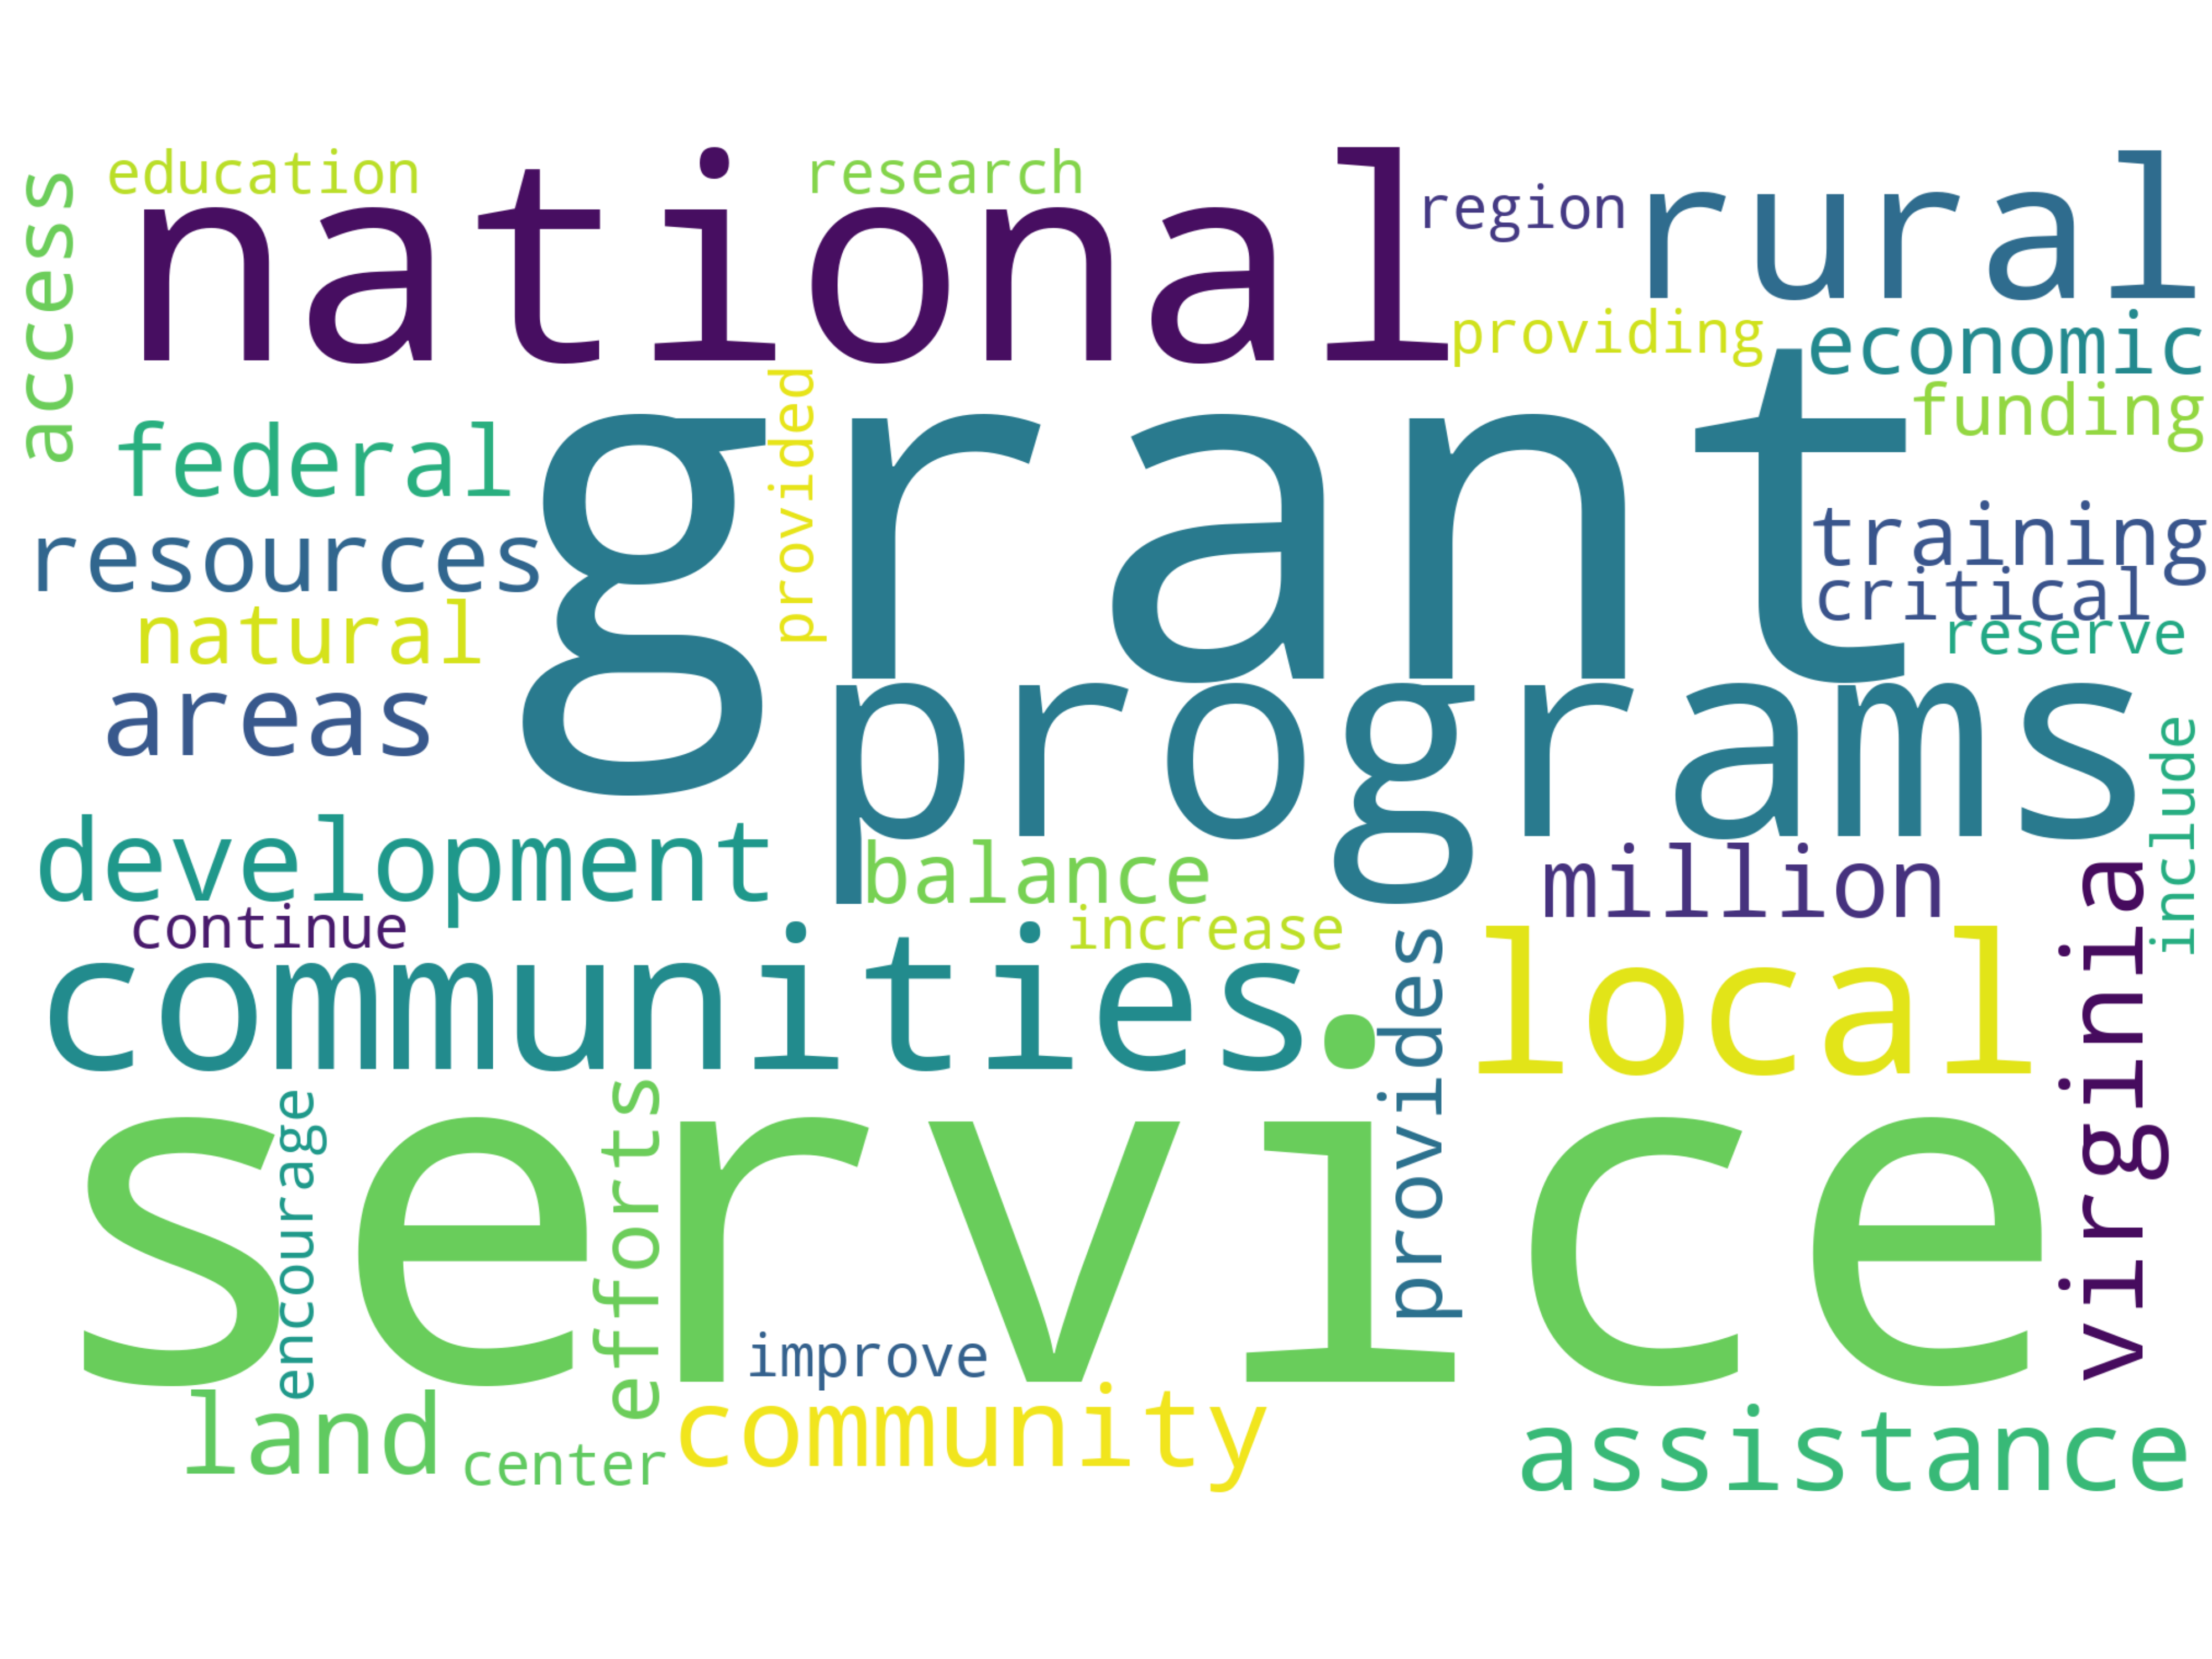 education
research
access
national
region
rural
providing
economic
funding
federal
provided
grant
resources
training
critical
reserve
natural
areas
programs
include
development
balance
million
continue
increase
communities
provides
local
virginia
service
encourage
efforts
improve
land
center
community
assistance